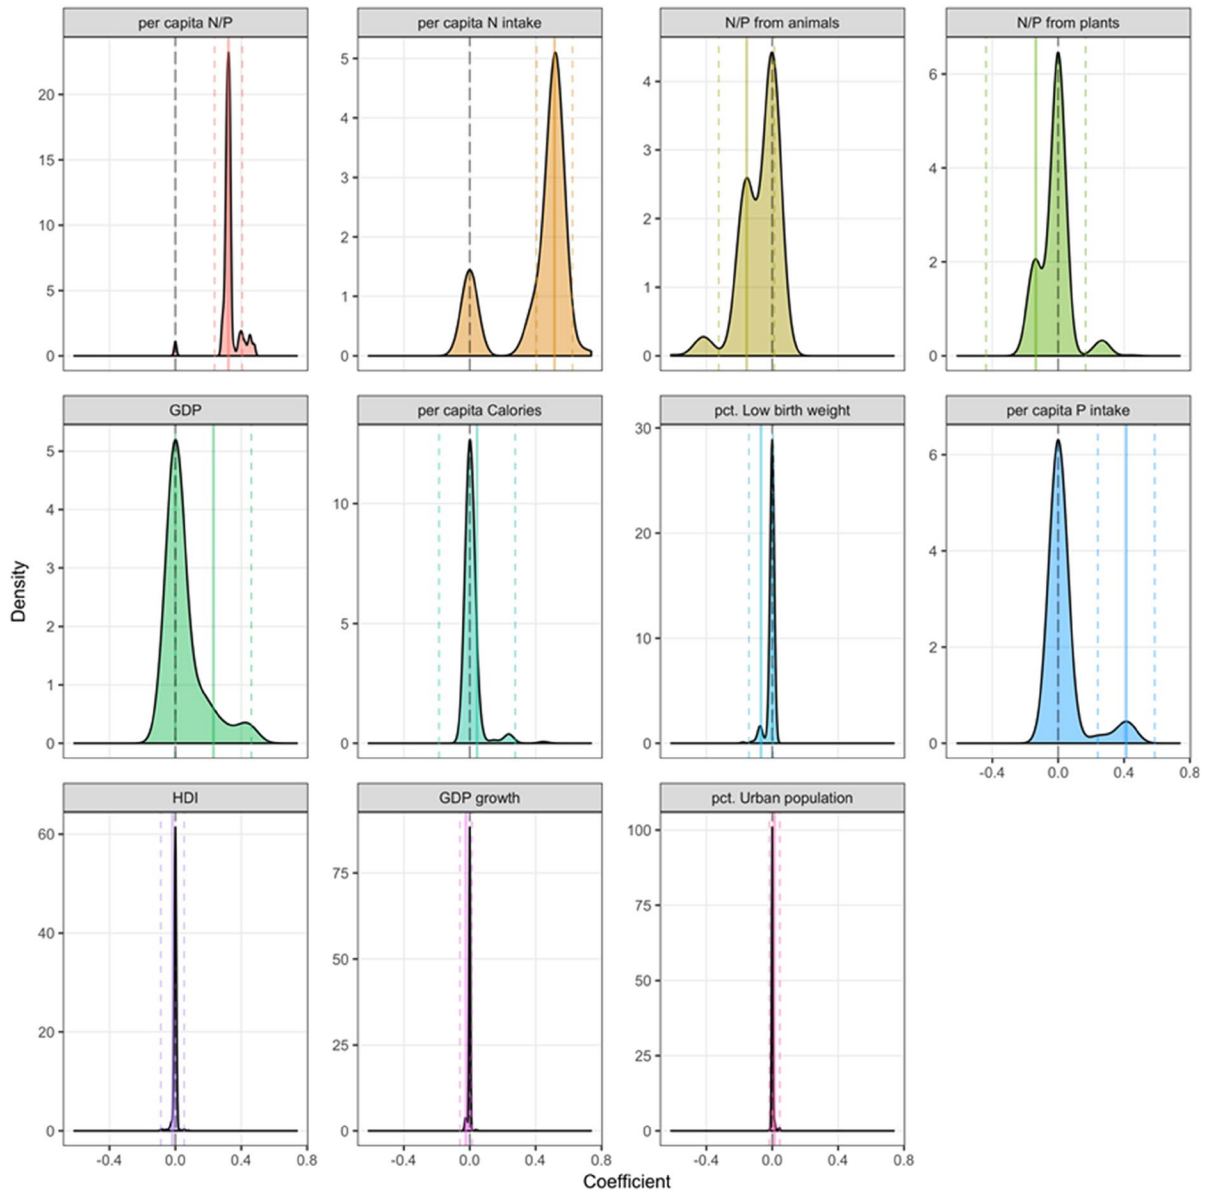 per capita N/P
per capita N intake
N/P from animals
N/P from plants
20
15
10
5
0
5
4
3
2
1
0
4
3
2
1
0
6
4
2
0
GDP
per capita Calories
pct. Low birth weight
per capita P intake
Density
5
4
3
2
1
0
10
5
0
30
20
10
0
6
4
2
0
-0.4 0.0 0.4 0.8
HDI
GDP growth
pct. Urban population
60
40
20
0
75
50
25
0
100
75
50
25
0
-0.4 0.0 0.4 0.8
-0.4 0.0 0.4 0.8
-0.4 0.0 0.4 0.8
Coefficient